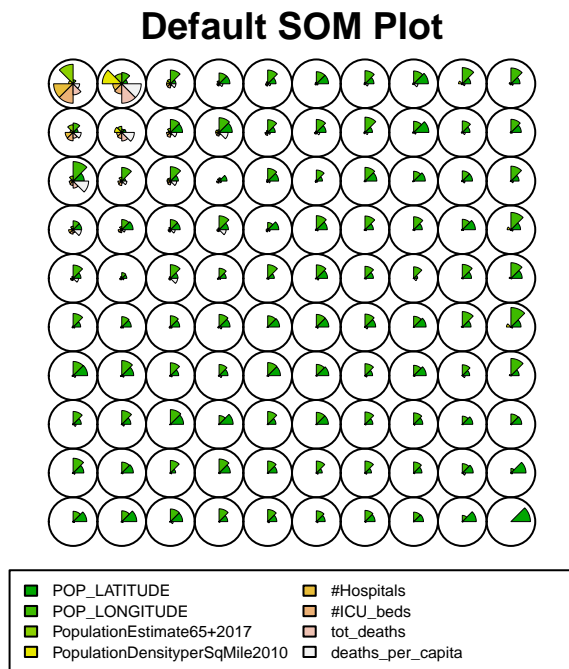 Default SOM Plot
POP_LATITUDE
POP_LONGITUDE
PopulationEstimate65+2017
PopulationDensityperSqMile2010
#Hospitals
#ICU_beds
tot_deaths
deaths_per_capita